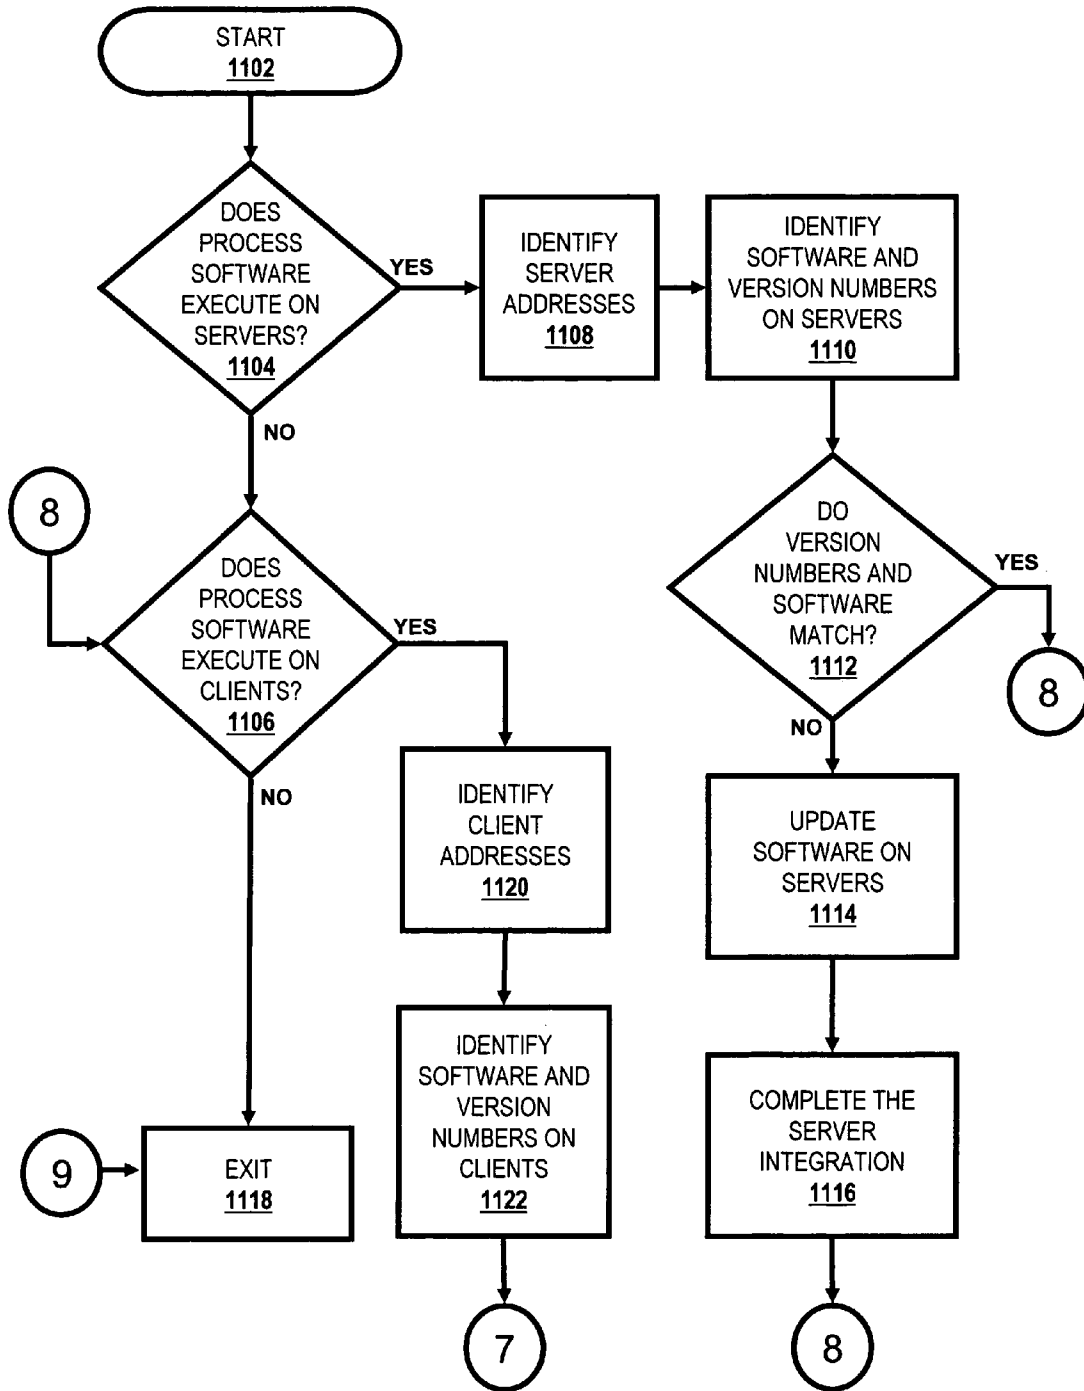 START
1102
DOES
PROCESS
SOFTWARE
EXECUTE ON
SERVERS?
1104
YES
NO
IDENTIFY
SERVER
ADDRESSES
1108
IDENTIFY
SOFTWARE AND
VERSION NUMBERS
ON SERVERS
1110
8
DOES
PROCESS
SOFTWARE
EXECUTE ON
CLIENTS?
1106
YES
NO
DO
VERSION
NUMBERS AND
SOFTWARE
MATCH?
1112
YES
8
NO
IDENTIFY
CLIENT
ADDRESSES
1120
UPDATE
SOFTWARE ON
SERVERS
1114
9
EXIT
1118
IDENTIFY
SOFTWARE AND
VERSION
NUMBERS ON
CLIENTS
1122
COMPLETE THE
SERVER
INTEGRATION
1116
7
8